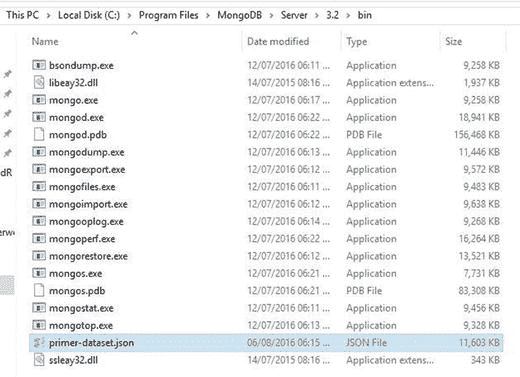 This PC > Local Disk (C:) > Program Files > MongoDB > Server > 3.2 > bin
Name Date modified Type Size
bsondump.exe 12/07/2016 06:11 ... Application 9,258 KB
libeay32.dll 14/07/2015 08:16 ... Application extens... 1,937 KB
mongo.exe 12/07/2016 06:17 ... Application 9,258 KB
mongod.exe 12/07/2016 06:22 ... Application 18,941 KB
mongod.pdb 12/07/2016 06:22 ... PDB File 156,468 KB
mongodump.exe 12/07/2016 06:13 ... Application 11,446 KB
mongoexport.exe 12/07/2016 06:12 ... Application 9,572 KB
mongofiles.exe 12/07/2016 06:11 ... Application 9,483 KB
mongoimport.exe 12/07/2016 06:12 ... Application 9,638 KB
mongooplog.exe 12/07/2016 06:14 ... Application 9,268 KB
mongoperf.exe 12/07/2016 06:22 ... Application 16,264 KB
mongorestore.exe 12/07/2016 06:12 ... Application 13,521 KB
mongos.exe 12/07/2016 06:21 ... Application 7,731 KB
mongos.pdb 12/07/2016 06:21 ... PDB File 83,308 KB
mongostat.exe 12/07/2016 06:11 ... Application 9,456 KB
mongotop.exe 12/07/2016 06:13 ... Application 9,328 KB
primer-dataset.json 06/08/2016 06:15 ... JSON File 11,603 KB
ssleay32.dll 14/07/2015 08:16 ... Application extens... 343 KB